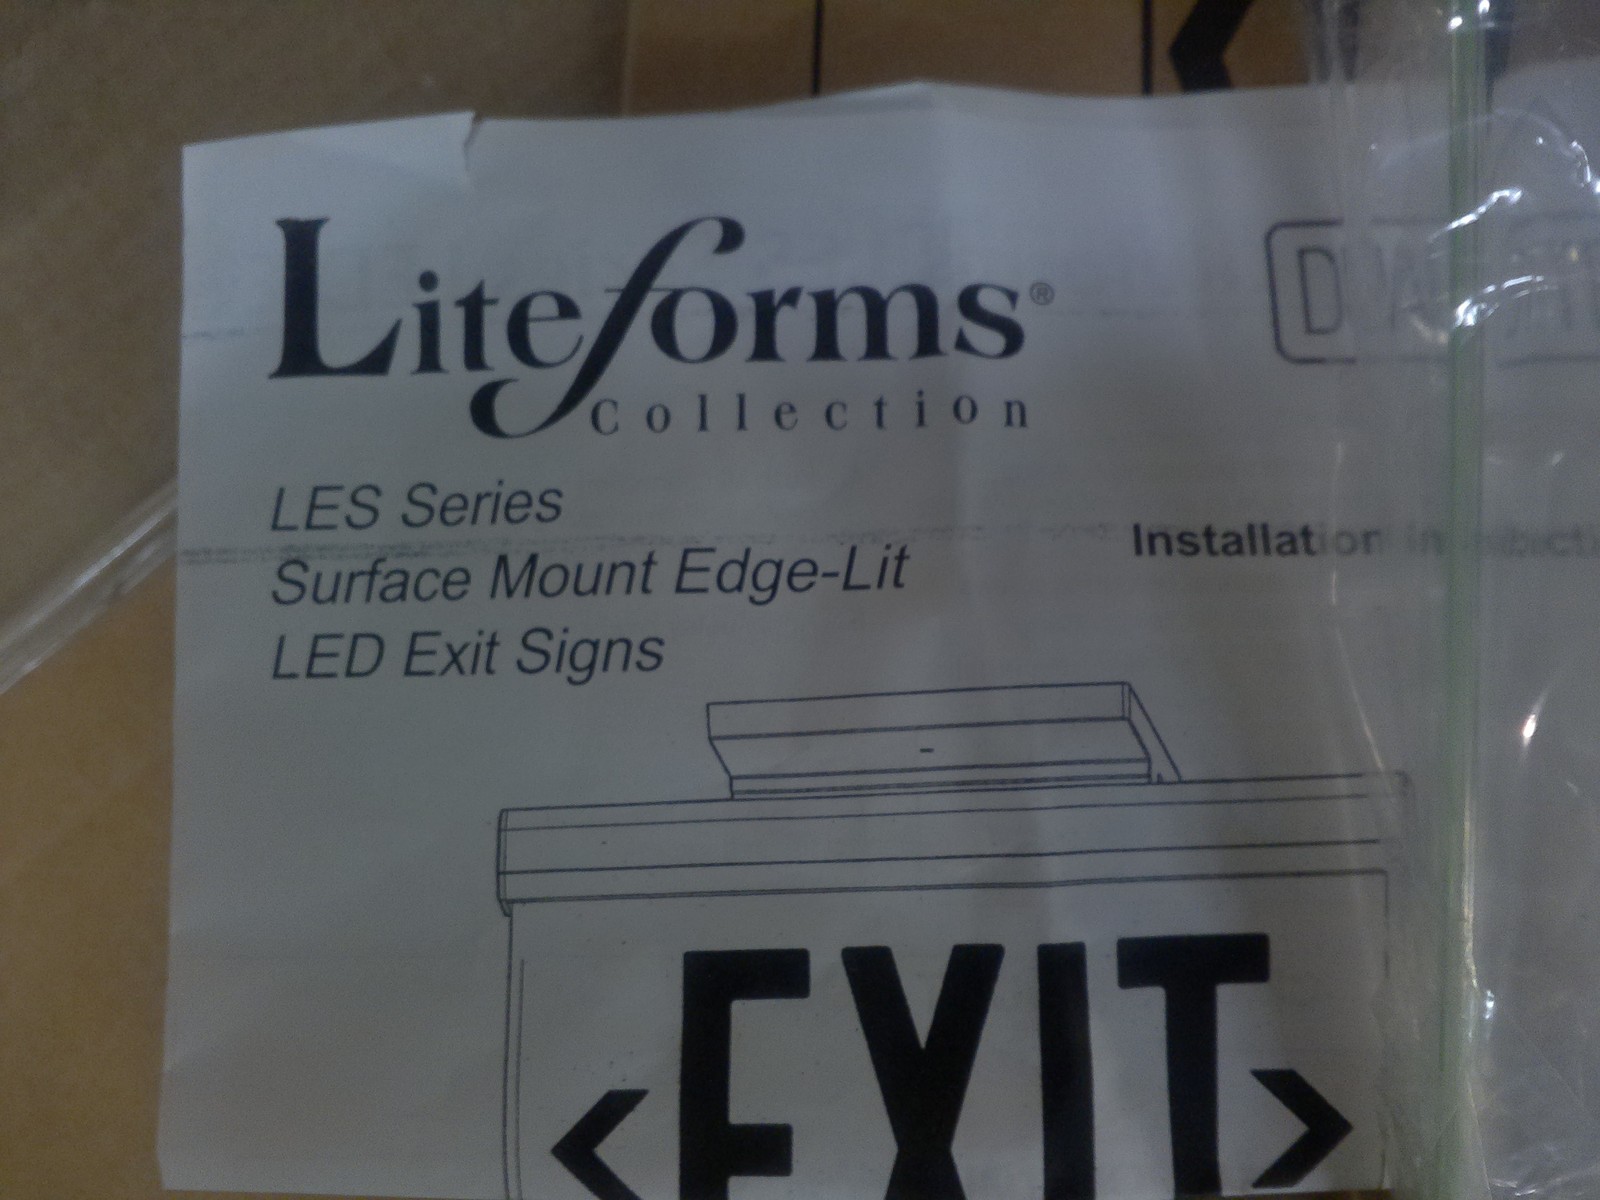 Liteforms®
Collection
LES Series
Surface Mount Edge-Lit
LED Exit Signs
Installation
<EXIT>